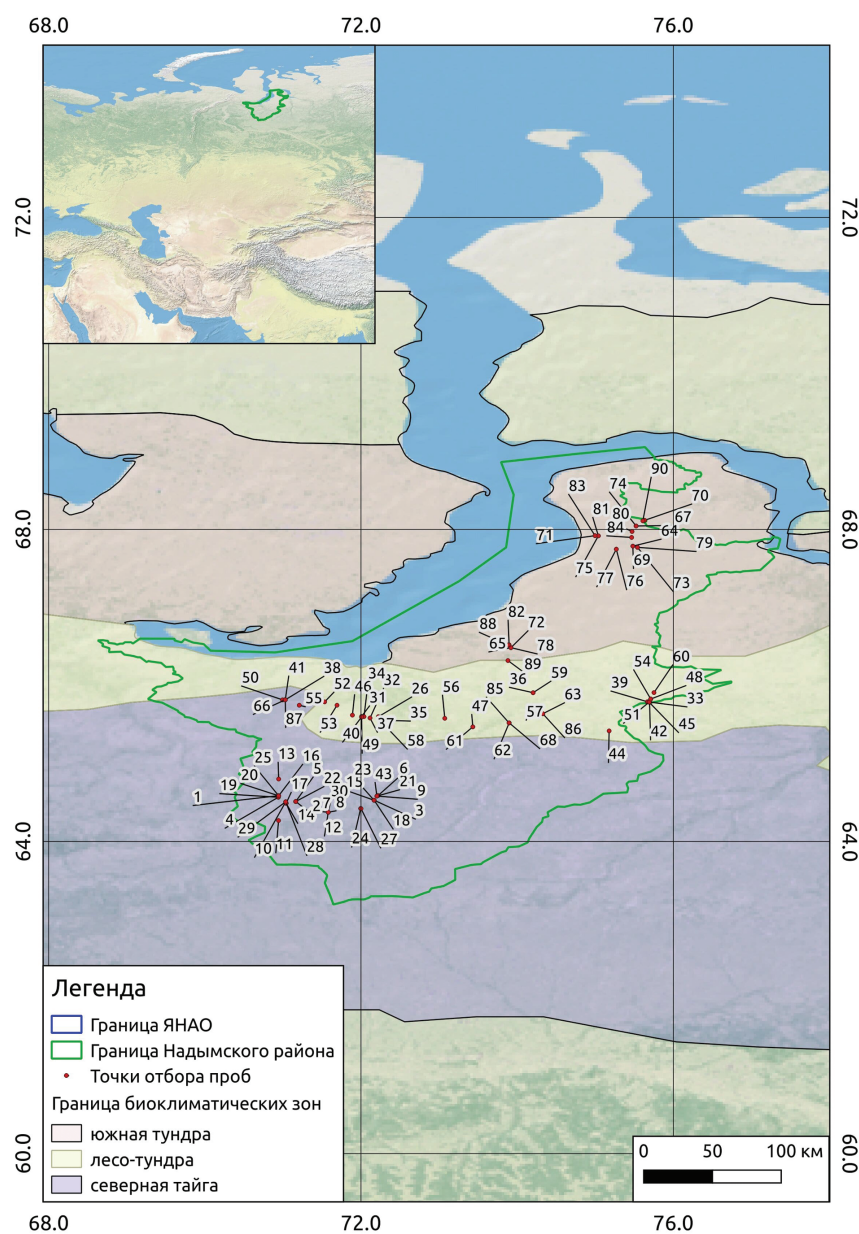 68.0 72.0 76.0
72.0 72.0
90
83 74 70
81 80 67
71 84 64
79
75 69
77 76 73
68.0 68.0
82
88 72
65 78
89
50 41 38 34 32 26 56 85 36 59 54 60
52 46 31 47 63 39 48
66 55 35 57 33
87 53 40 37 61 86 51 45
49 58 62 68 44 42
25 13 16 23 6
20 5 43
19 17 22 15 21
30 9
1 14 27 8 3
4 29 12 18
10 11 28 24 27
64.0 64.0
Легенда
Граница ЯНАО
Граница Надымского района
Точки отбора проб
Граница биоклиматических зон
южная тундра
лесо-тундра
северная тайга
60.0 60.0
0 50 100 км
68.0 72.0 76.0